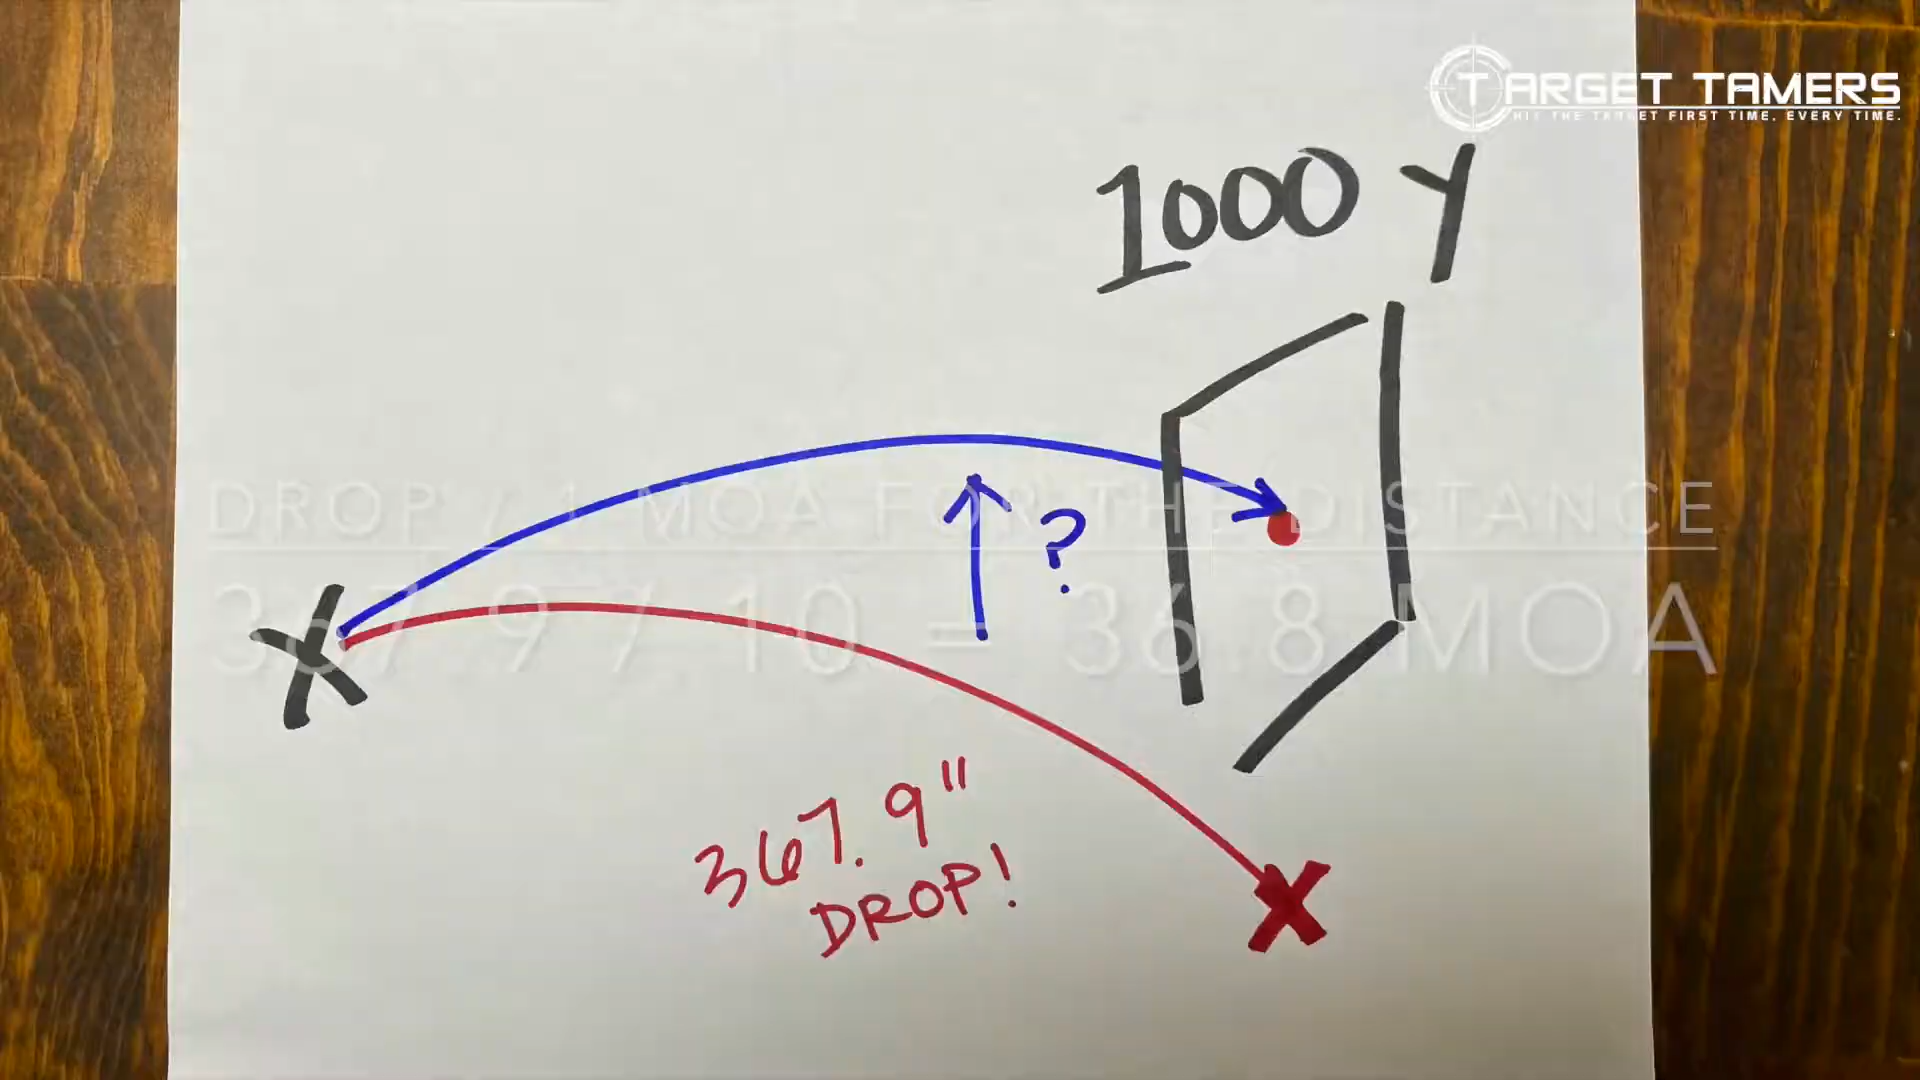 TARGET TAMERS
HIT THE TARGET FIRST TIME, EVERY TIME.
1000 Y
DROP / 1 MOA FOR THE DISTANCE
?
367.9 / 10 = 36.8 MOA
367.9"
DROP!